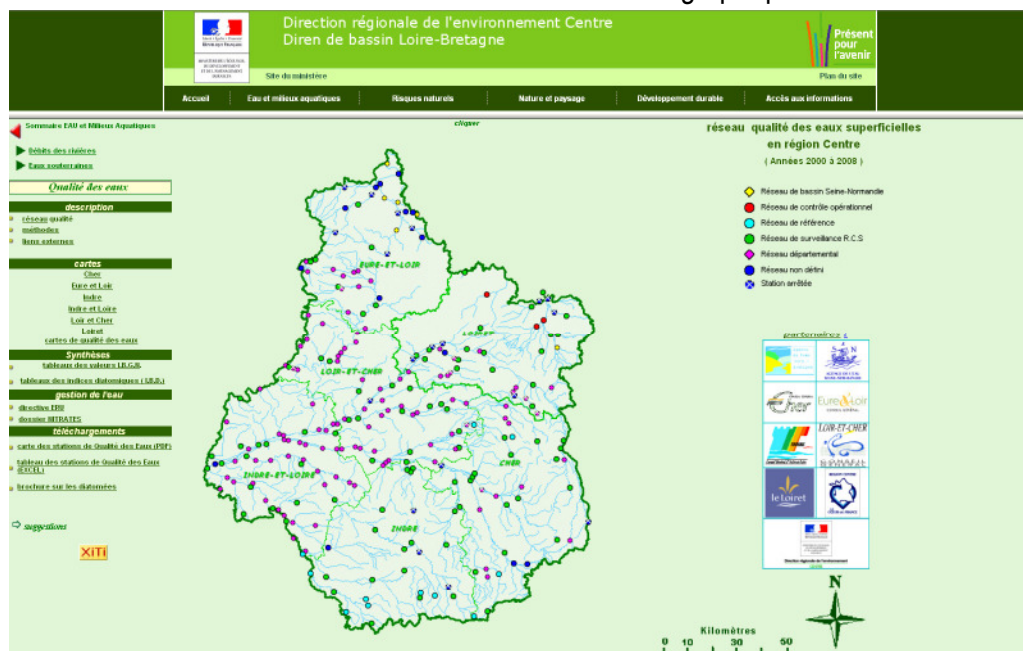 Direction régionale de l'environnement Centre
Diren de bassin Loire-Bretagne
Présent
pour
l'avenir
Site du ministère
Plan du site
Accueil
Eau et milieux aquatiques
Risques naturels
Nature et paysage
Développement durable
Accès aux informations
Sommaire EAU et Milieux Aquatiques
cliquer
réseau qualité des eaux superficielles
en région Centre
( Années 2000 à 2008 )
Débits des rivières
Eaux souterraines
Qualité des eaux
description
réseau qualité
méthodes
liens externes
cartes
Cher
Eure et Loir
Indre
Indre et Loire
Loir et Cher
Loiret
cartes de qualité des eaux
Synthèses
tableaux des valeurs I.B.G.N.
tableaux des indices diatomiques ( I.B.D.)
gestion de l'eau
directive ERU
dossier NITRATES
téléchargements
carte des stations de Qualité des Eaux (PDF)
tableau des stations de Qualité des Eaux
(EXCEL)
brochure sur les diatomées
suggestions
XiTi
EURE-ET-LOIR
LOIR-ET-CHER
INDRE-ET-LOIRE
CHER
INDRE
Réseau de bassin Seine-Normandie
Réseau de contrôle opérationnel
Réseau de référence
Réseau de surveillance R.C.S
Réseau départemental
Réseau non défini
Station arrêtée
Eure&Loir
LOIR-ET-CHER
le Loiret
N
Kilomètres
0 10 30 50